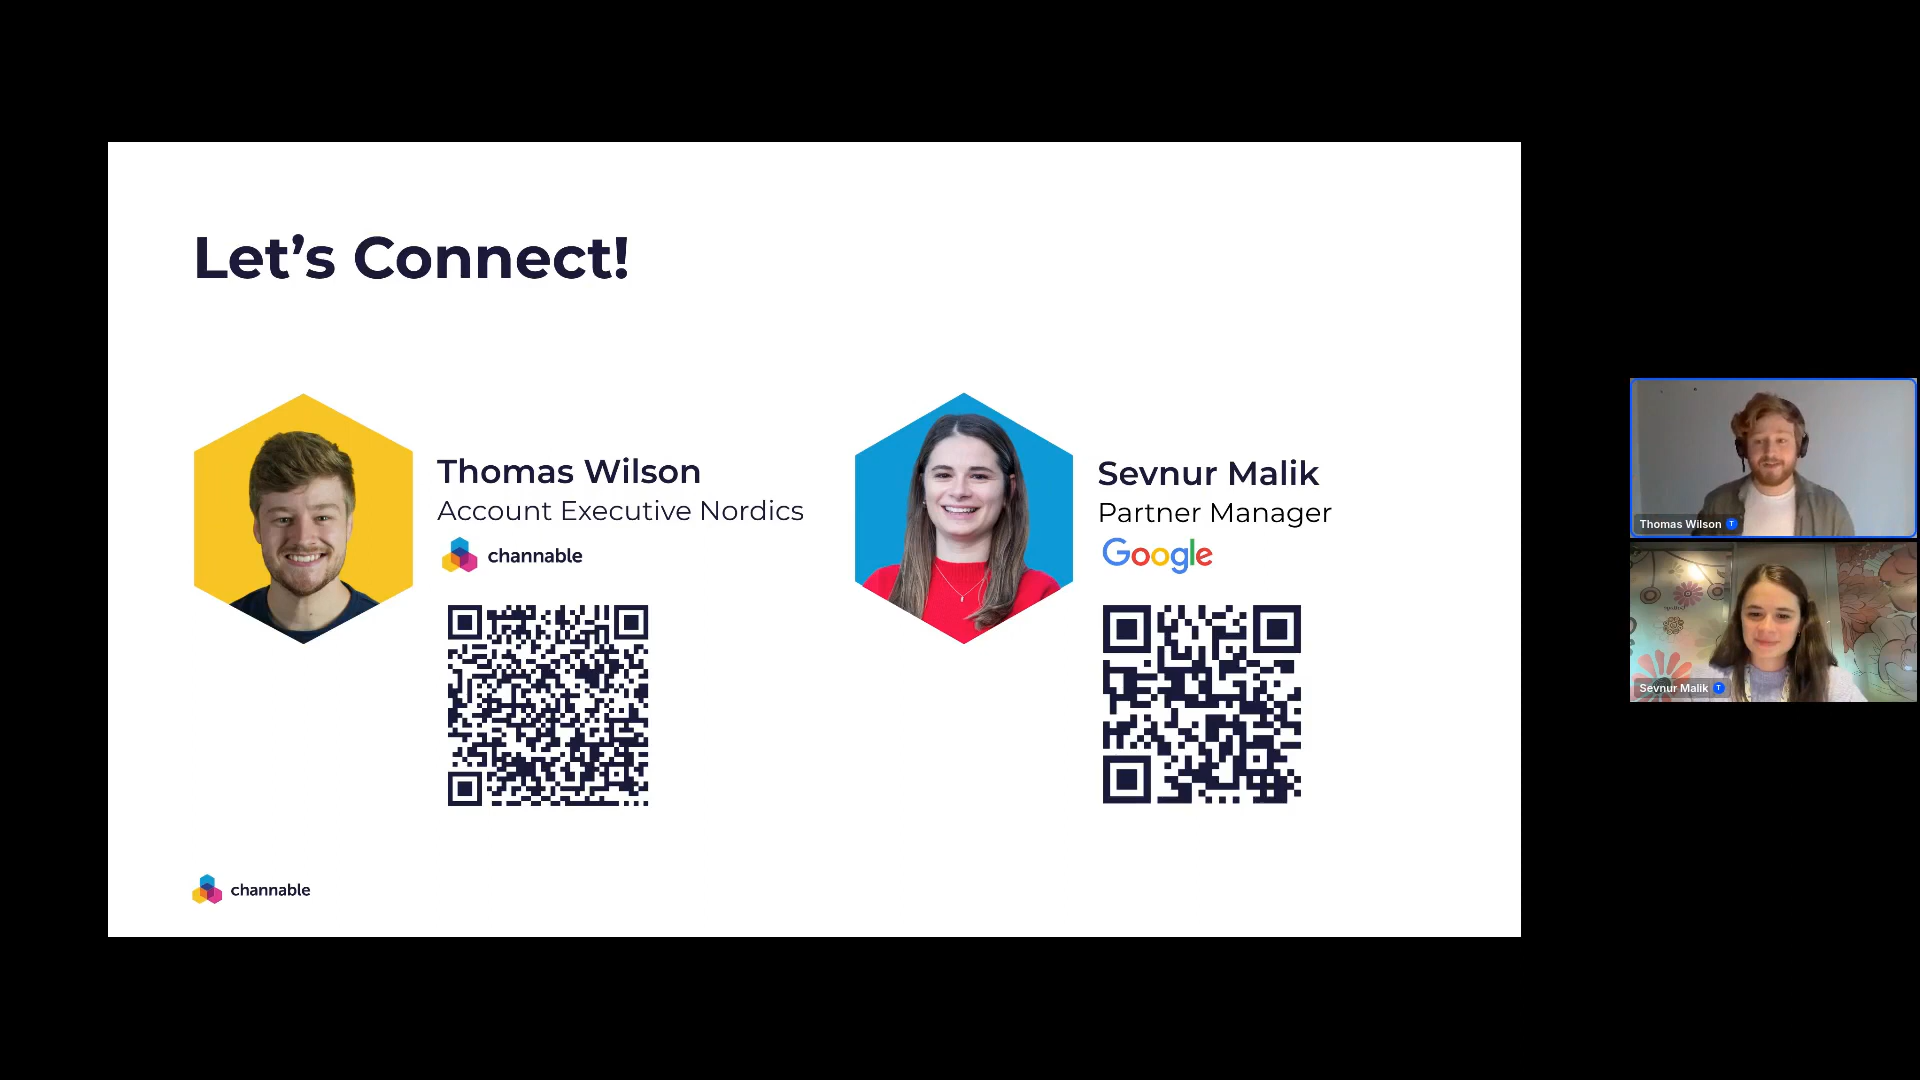 Let’s Connect!
Thomas Wilson
Account Executive Nordics
channable
Sevnur Malik
Partner Manager
Google
channable
Thomas Wilson T
Sevnur Malik T